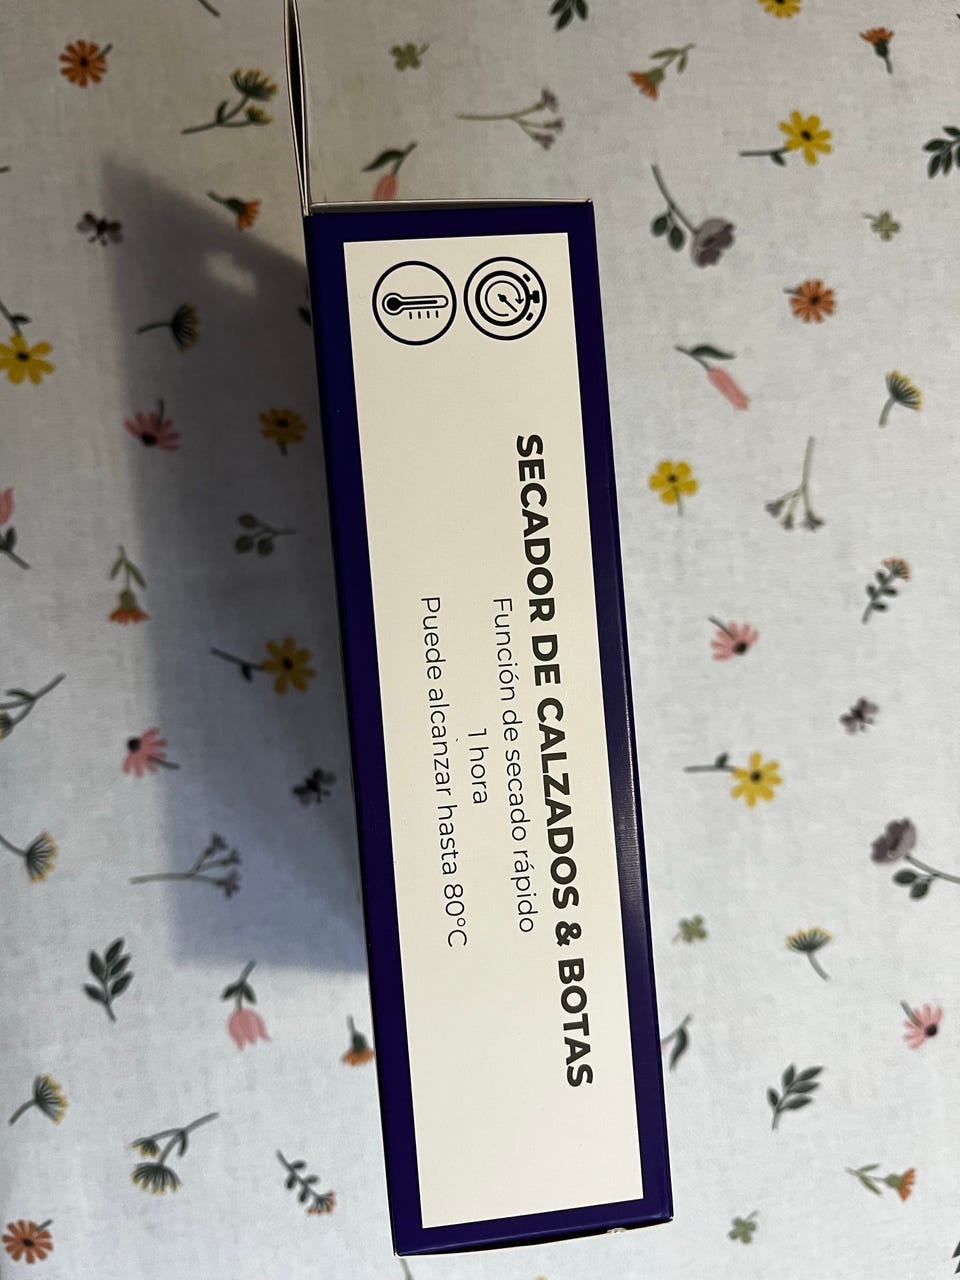 SECADOR DE CALZADOS & BOTAS
Función de secado rápido
1 hora
Puede alcanzar hasta 80°C